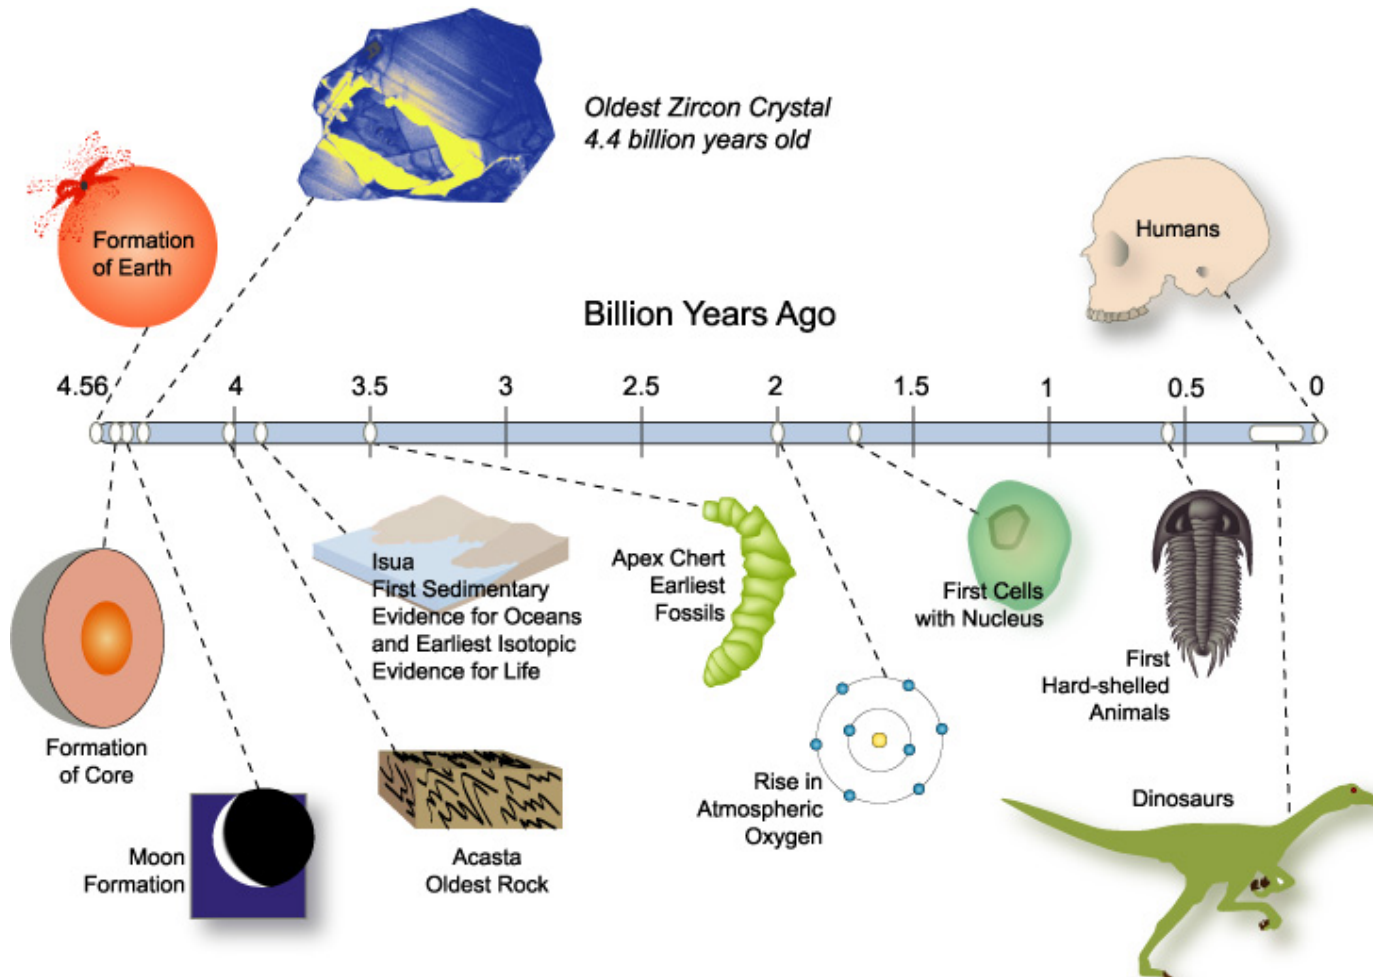 Oldest Zircon Crystal
4.4 billion years old
Formation
of Earth
Humans
Billion Years Ago
4.56
4
3.5
3
2.5
2
1.5
1
0.5
0
Isua
First Sedimentary
Evidence for Oceans
and Earliest Isotopic
Evidence for Life
Apex Chert
Earliest
Fossils
First Cells
with Nucleus
First
Hard-shelled
Animals
Formation
of Core
Rise in
Atmospheric
Oxygen
Dinosaurs
Moon
Formation
Acasta
Oldest Rock